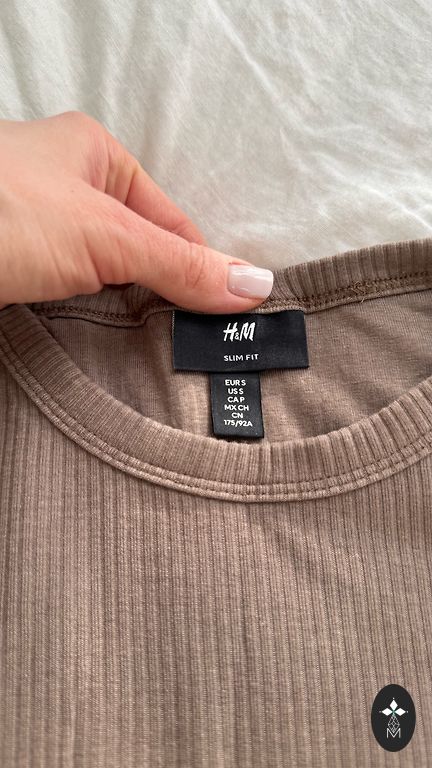 H&M
SLIM FIT
EUR S
US S
CA P
MX CH
CN
175/92A
M